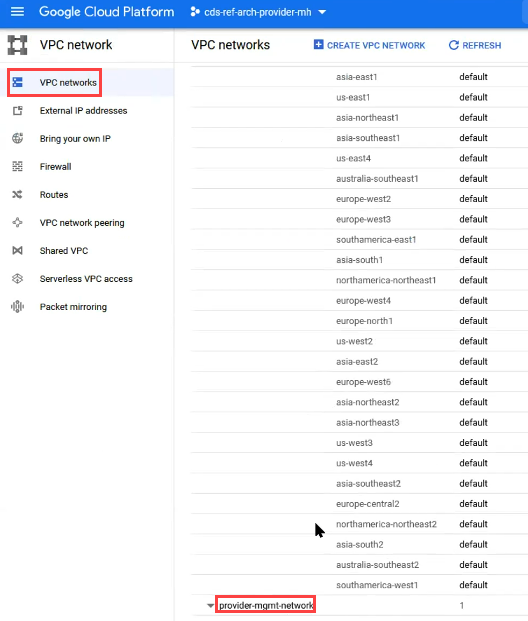 Google Cloud Platform cds-ref-arch-provider-mh
VPC network
VPC networks CREATE VPC NETWORK REFRESH
VPC networks
External IP addresses
Bring your own IP
Firewall
Routes
VPC network peering
Shared VPC
Serverless VPC access
Packet mirroring
asia-east1 default
us-east1 default
asia-northeast1 default
asia-southeast1 default
us-east4 default
australia-southeast1 default
europe-west2 default
europe-west3 default
southamerica-east1 default
asia-south1 default
northamerica-northeast1 default
europe-west4 default
europe-north1 default
us-west2 default
asia-east2 default
europe-west6 default
asia-northeast2 default
asia-northeast3 default
us-west3 default
us-west4 default
asia-southeast2 default
europe-central2 default
northamerica-northeast2 default
asia-south2 default
australia-southeast2 default
southamerica-west1 default
provider-mgmt-network 1